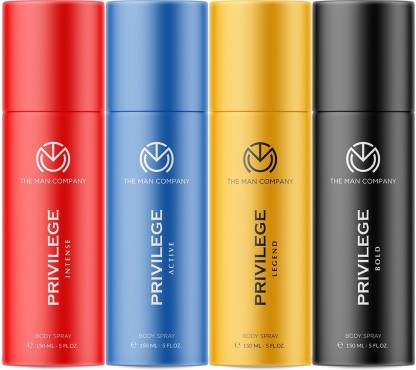 THE MAN COMPANY
PRIVILEGE
INTENSE
BODY SPRAY
℮ 150 ML - 5 FL OZ.
THE MAN COMPANY
PRIVILEGE
ACTIVE
BODY SPRAY
℮ 150 ML - 5 FL OZ.
THE MAN COMPANY
PRIVILEGE
LEGEND
BODY SPRAY
℮ 150 ML - 5 FL OZ.
THE MAN COMPANY
PRIVILEGE
BOLD
BODY SPRAY
℮ 150 ML - 5 FL OZ.